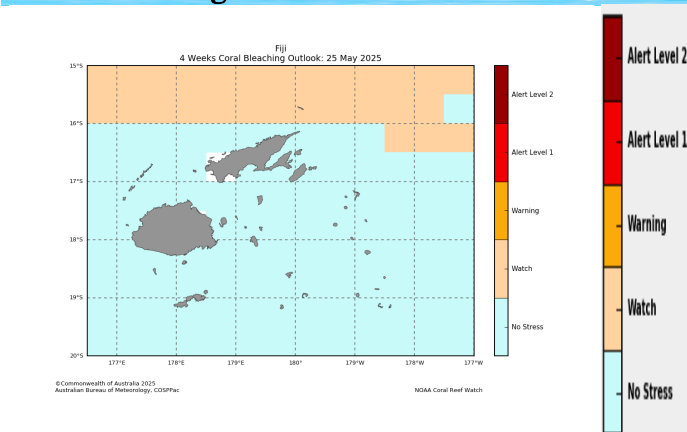 Fiji
4 Weeks Coral Bleaching Outlook: 25 May 2025
15°S
16°S
17°S
18°S
19°S
20°S
177°E
178°E
179°E
180°
179°W
178°W
177°W
Alert Level 2
Alert Level 1
Warning
Watch
No Stress
©Commonwealth of Australia 2025
Australian Bureau of Meteorology, COSPPac
NOAA Coral Reef Watch
Alert Level 2
Alert Level 1
Warning
Watch
No Stress